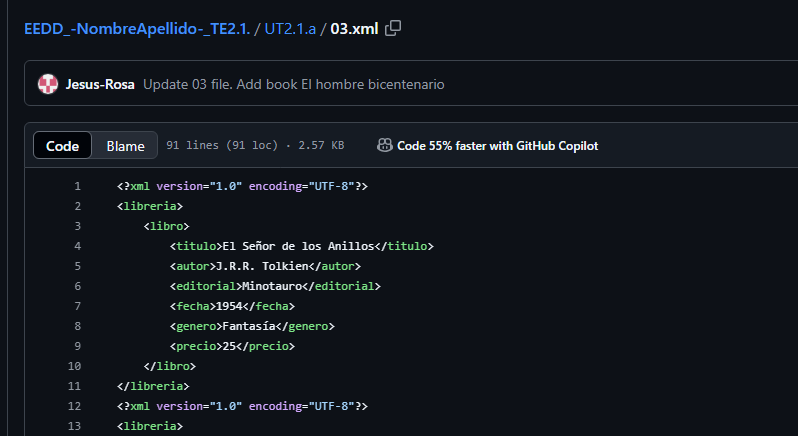 EEDD_-NombreApellido-_TE2.1. / UT2.1.a / 03.xml
Jesus-Rosa Update 03 file. Add book El hombre bicentenario
Code Blame 91 lines (91 loc) · 2.57 KB Code 55% faster with GitHub Copilot
1 <?xml version="1.0" encoding="UTF-8"?>
2 <libreria>
3 <libro>
4 <titulo>El Señor de los Anillos</titulo>
5 <autor>J.R.R. Tolkien</autor>
6 <editorial>Minotauro</editorial>
7 <fecha>1954</fecha>
8 <genero>Fantasía</genero>
9 <precio>25</precio>
10 </libro>
11 </libreria>
12 <?xml version="1.0" encoding="UTF-8"?>
13 <libreria>